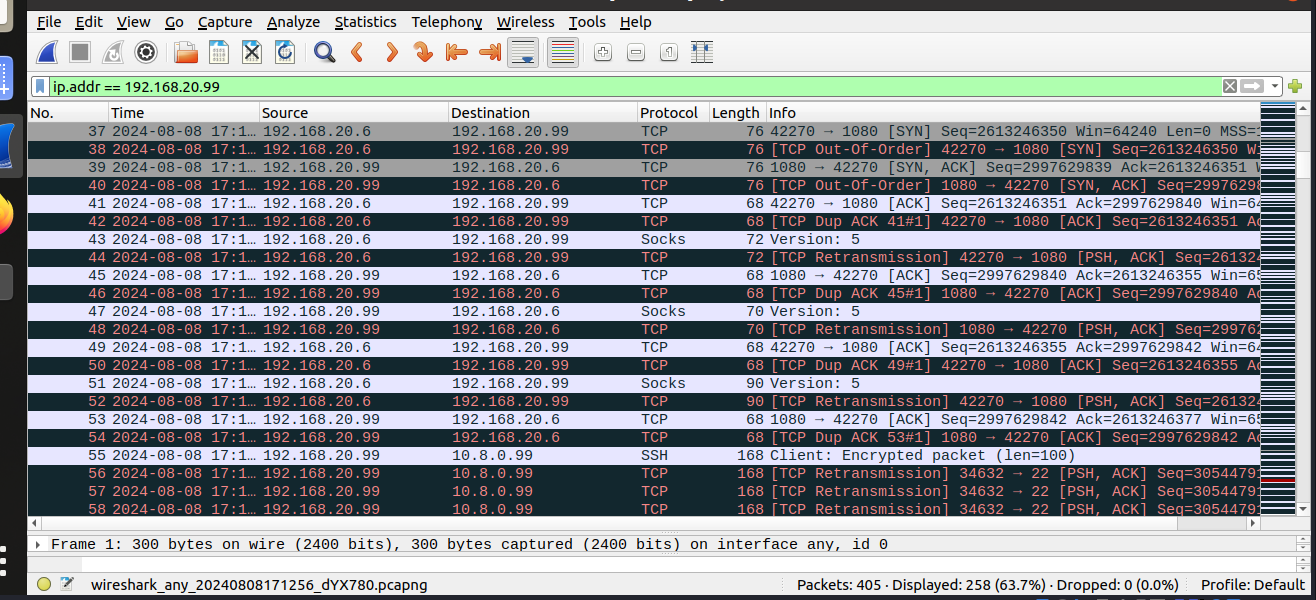 File Edit View Go Capture Analyze Statistics Telephony Wireless Tools Help
ip.addr == 192.168.20.99
No. Time Source Destination Protocol Length Info
37 2024-08-08 17:1… 192.168.20.6 192.168.20.99 TCP 76 42270 → 1080 [SYN] Seq=2613246350 Win=64240 Len=0 MSS=
38 2024-08-08 17:1… 192.168.20.6 192.168.20.99 TCP 76 [TCP Out-Of-Order] 42270 → 1080 [SYN] Seq=2613246350
39 2024-08-08 17:1… 192.168.20.99 192.168.20.6 TCP 76 1080 → 42270 [SYN, ACK] Seq=2997629839 Ack=2613246351
40 2024-08-08 17:1… 192.168.20.99 192.168.20.6 TCP 76 [TCP Out-Of-Order] 1080 → 42270 [SYN, ACK] Seq=2997629
41 2024-08-08 17:1… 192.168.20.6 192.168.20.99 TCP 68 42270 → 1080 [ACK] Seq=2613246351 Ack=2997629840 Win=64
42 2024-08-08 17:1… 192.168.20.6 192.168.20.99 TCP 68 [TCP Dup ACK 41#1] 42270 → 1080 [ACK] Seq=2613246351
43 2024-08-08 17:1… 192.168.20.6 192.168.20.99 Socks 72 Version: 5
44 2024-08-08 17:1… 192.168.20.6 192.168.20.99 TCP 72 [TCP Retransmission] 42270 → 1080 [PSH, ACK] Seq=26132
45 2024-08-08 17:1… 192.168.20.99 192.168.20.6 TCP 68 1080 → 42270 [ACK] Seq=2997629840 Ack=2613246355 Win=65
46 2024-08-08 17:1… 192.168.20.99 192.168.20.6 TCP 68 [TCP Dup ACK 45#1] 1080 → 42270 [ACK] Seq=2997629840
47 2024-08-08 17:1… 192.168.20.99 192.168.20.6 Socks 70 Version: 5
48 2024-08-08 17:1… 192.168.20.99 192.168.20.6 TCP 70 [TCP Retransmission] 1080 → 42270 [PSH, ACK] Seq=29976
49 2024-08-08 17:1… 192.168.20.6 192.168.20.99 TCP 68 42270 → 1080 [ACK] Seq=2613246355 Ack=2997629842 Win=64
50 2024-08-08 17:1… 192.168.20.6 192.168.20.99 TCP 68 [TCP Dup ACK 49#1] 42270 → 1080 [ACK] Seq=2613246355
51 2024-08-08 17:1… 192.168.20.6 192.168.20.99 Socks 90 Version: 5
52 2024-08-08 17:1… 192.168.20.6 192.168.20.99 TCP 90 [TCP Retransmission] 42270 → 1080 [PSH, ACK] Seq=26132
53 2024-08-08 17:1… 192.168.20.99 192.168.20.6 TCP 68 1080 → 42270 [ACK] Seq=2997629842 Ack=2613246377 Win=65
54 2024-08-08 17:1… 192.168.20.99 192.168.20.6 TCP 68 [TCP Dup ACK 53#1] 1080 → 42270 [ACK] Seq=2997629842
55 2024-08-08 17:1… 192.168.20.99 10.8.0.99 SSH 168 Client: Encrypted packet (len=100)
56 2024-08-08 17:1… 192.168.20.99 10.8.0.99 TCP 168 [TCP Retransmission] 34632 → 22 [PSH, ACK] Seq=3054479
57 2024-08-08 17:1… 192.168.20.99 10.8.0.99 TCP 168 [TCP Retransmission] 34632 → 22 [PSH, ACK] Seq=3054479
58 2024-08-08 17:1… 192.168.20.99 10.8.0.99 TCP 168 [TCP Retransmission] 34632 → 22 [PSH, ACK] Seq=3054479
Frame 1: 300 bytes on wire (2400 bits), 300 bytes captured (2400 bits) on interface any, id 0
wireshark_any_20240808171256_dYX780.pcapng Packets: 405 · Displayed: 258 (63.7%) · Dropped: 0 (0.0%) Profile: Default